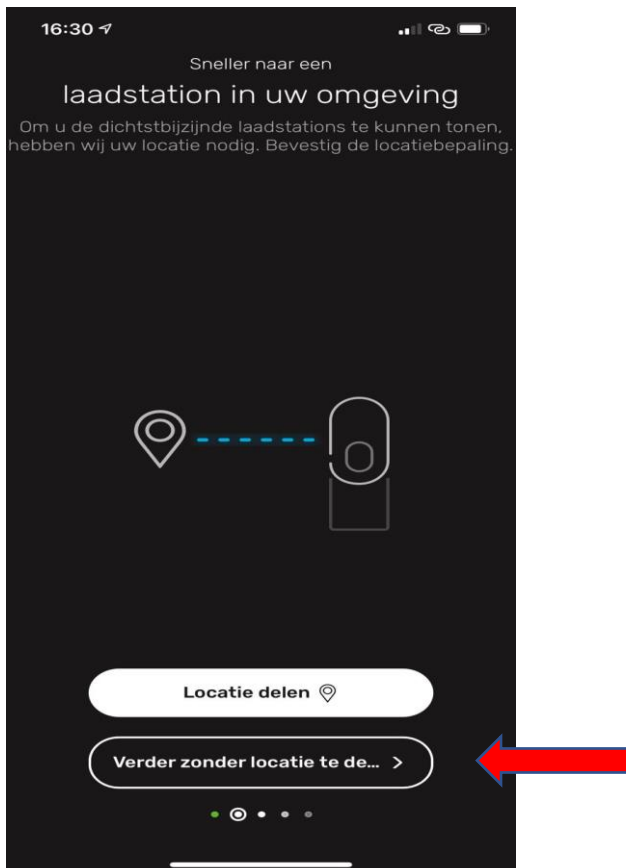 16:30
Sneller naar een
laadstation in uw omgeving
Om u de dichtstbijzijnde laadstations te kunnen tonen,
hebben wij uw locatie nodig. Bevestig de locatiebepaling.
Locatie delen
Verder zonder locatie te de... >